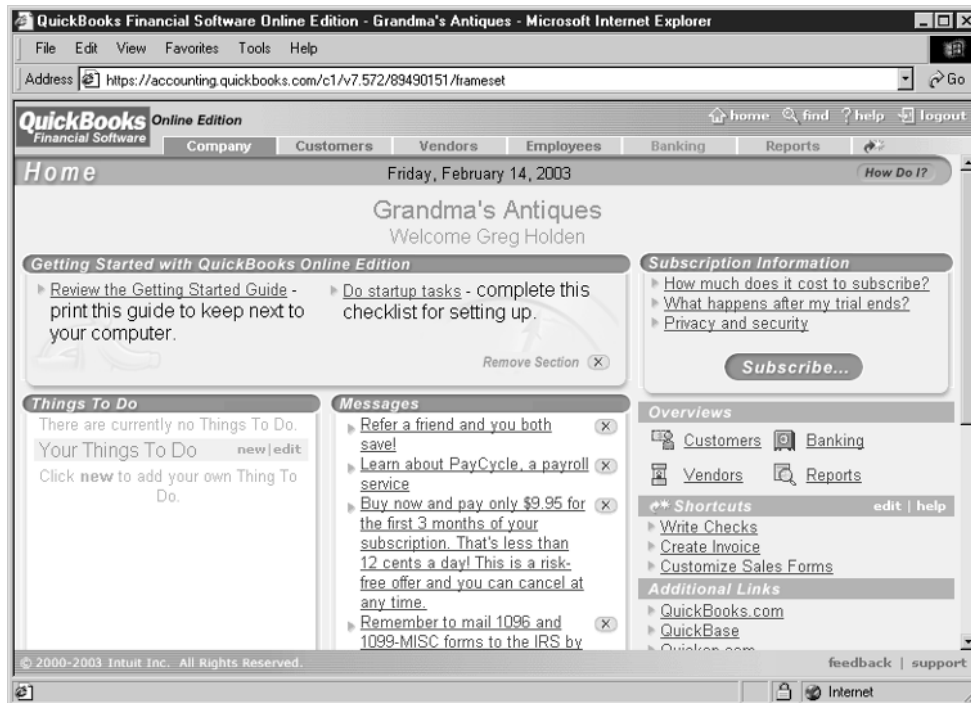 QuickBooks Financial Software Online Edition - Grandma's Antiques - Microsoft Internet Explorer
File Edit View Favorites Tools Help
Address https://accounting.quickbooks.com/c1/v7.572/89490151/frameset Go
QuickBooks Online Edition
Financial Software
home find ? help logout
Company Customers Vendors Employees Banking Reports
Home Friday, February 14, 2003 How Do I?
Grandma's Antiques
Welcome Greg Holden
Getting Started with QuickBooks Online Edition
Review the Getting Started Guide -
print this guide to keep next to
your computer.
Do startup tasks - complete this
checklist for setting up.
Remove Section X
Subscription Information
How much does it cost to subscribe?
What happens after my trial ends?
Privacy and security
Subscribe...
Things To Do
There are currently no Things To Do.
Your Things To Do new|edit
Click new to add your own Thing To
Do.
Messages
Refer a friend and you both
save!
Learn about PayCycle, a payroll
service
Buy now and pay only $9.95 for
the first 3 months of your
subscription. That's less than
12 cents a day! This is a risk-
free offer and you can cancel at
any time.
Remember to mail 1096 and
1099-MISC forms to the IRS by
Overviews
Customers Banking
Vendors Reports
Shortcuts edit | help
Write Checks
Create Invoice
Customize Sales Forms
Additional Links
QuickBooks.com
QuickBase
Quicken.com
© 2000-2003 Intuit Inc. All Rights Reserved.
feedback | support
Internet